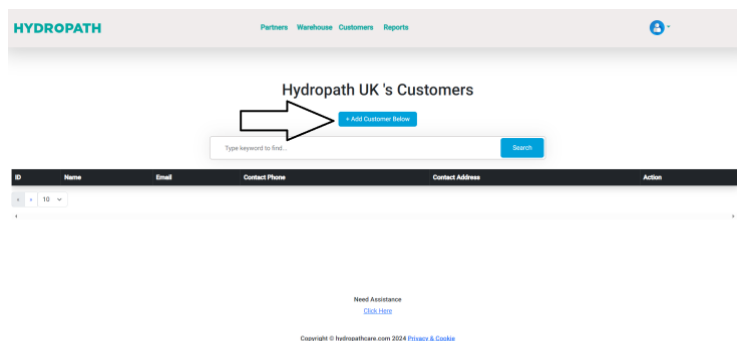 HYDROPATH
Partners Warehouse Customers Reports
Hydropath UK 's Customers
+ Add Customer Below
Type keyword to find...
Search
ID Name Email Contact Phone Contact Address Action
‹ › 10
Need Assistance
Click Here
Copyright © hydropathcare.com 2024 Privacy & Cookie